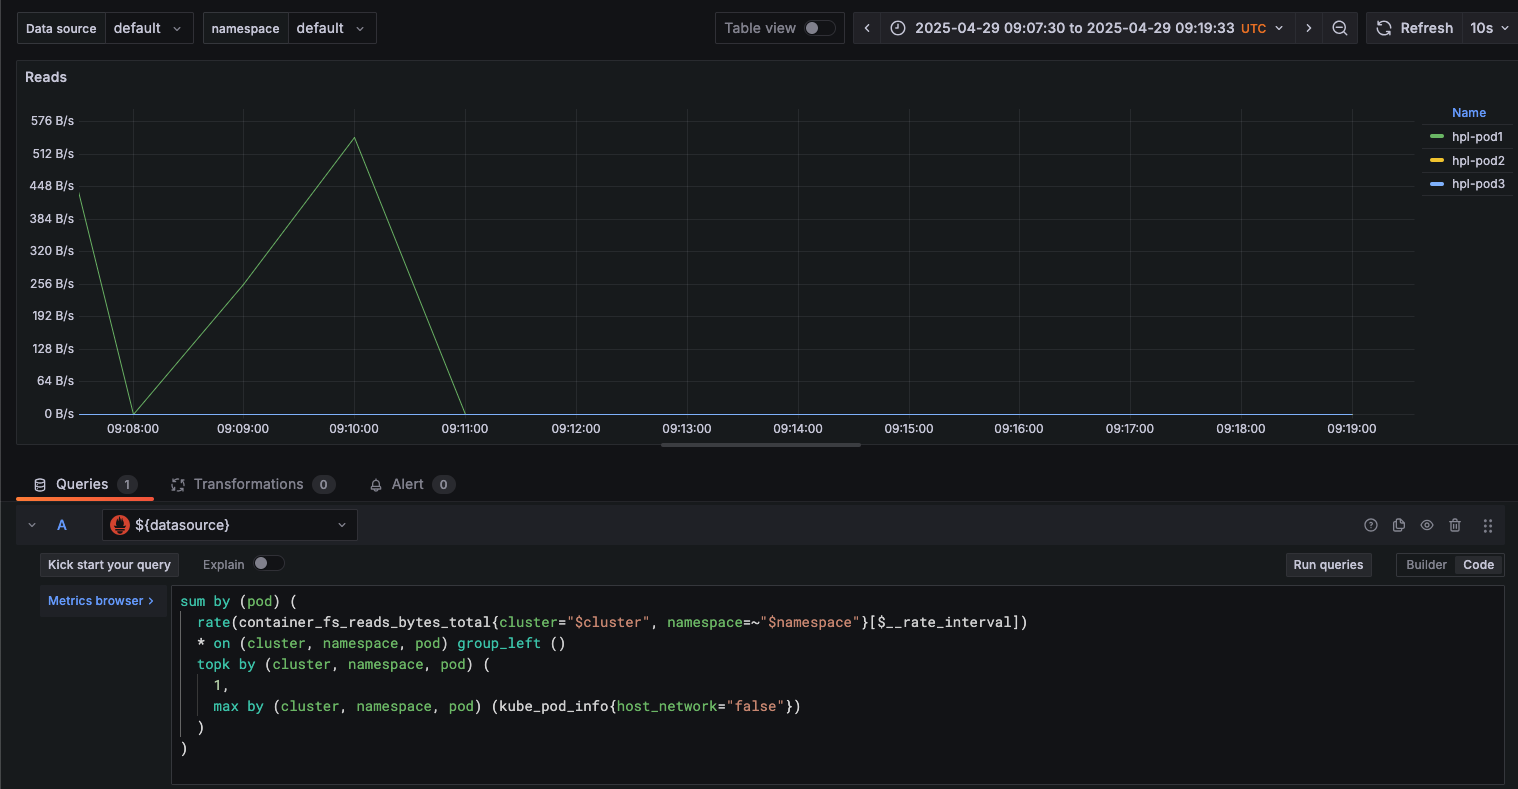 Data source default namespace default Table view 2025-04-29 09:07:30 to 2025-04-29 09:19:33 UTC Refresh 10s
Reads
576 B/s
512 B/s
448 B/s
384 B/s
320 B/s
256 B/s
192 B/s
128 B/s
64 B/s
0 B/s
09:08:00 09:09:00 09:10:00 09:11:00 09:12:00 09:13:00 09:14:00 09:15:00 09:16:00 09:17:00 09:18:00 09:19:00
Name
hpl-pod1
hpl-pod2
hpl-pod3
Queries 1 Transformations 0 Alert 0
A ${datasource}
Kick start your query Explain Run queries Builder Code
Metrics browser >
sum by (pod) (
rate(container_fs_reads_bytes_total{cluster="$cluster", namespace=~"$namespace"}[$__rate_interval])
* on (cluster, namespace, pod) group_left ()
topk by (cluster, namespace, pod) (
1,
max by (cluster, namespace, pod) (kube_pod_info{host_network="false"})
)
)